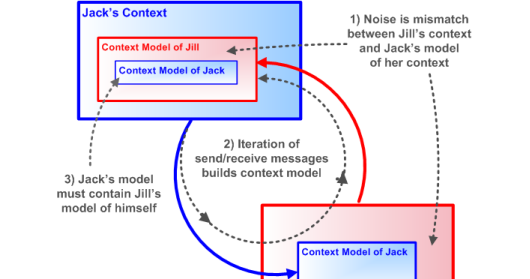 Jack's Context
Context Model of Jill
Context Model of Jack
1) Noise is mismatch
between Jill's context
and Jack's model
of her context
2) Iteration of
send/receive messages
builds context model
3) Jack's model
must contain Jill's
model of himself
Context Model of Jack